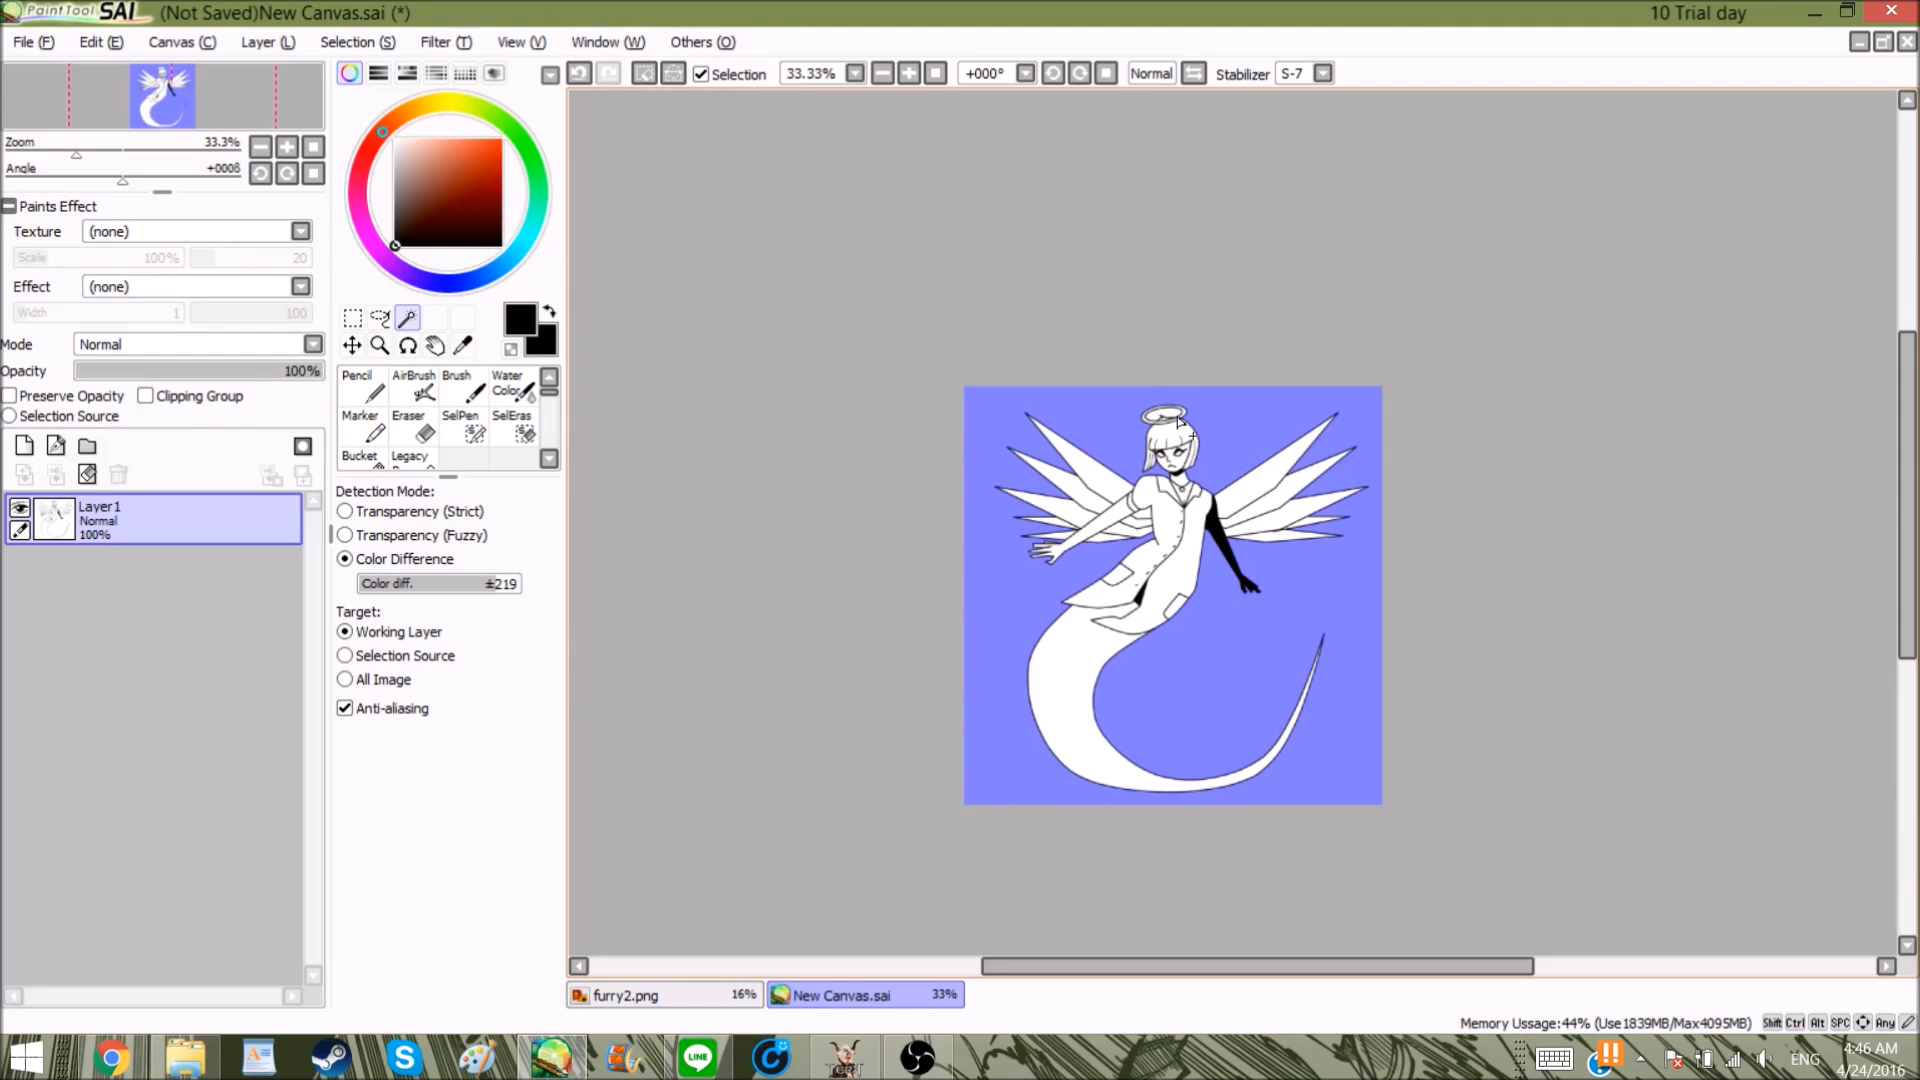 PaintTool SAI (Not Saved)New Canvas.sai (*) 10 Trial day
File (F) Edit (E) Canvas (C) Layer (L) Selection (S) Filter (T) View (V) Window (W) Others (O)
Selection 33.33% +000° Normal Stabilizer S-7
Zoom 33.3%
Angle +000ß
Paints Effect
Texture (none)
Scale 100% 20
Effect (none)
Width 1 100
Mode Normal
Opacity 100%
Preserve Opacity Clipping Group
Selection Source
Layer1
Normal
100%
Pencil AirBrush Brush Water Color
Marker Eraser SelPen SelEras
Bucket Legacy
Detection Mode:
Transparency (Strict)
Transparency (Fuzzy)
Color Difference
Color diff. ±219
Target:
Working Layer
Selection Source
All Image
Anti-aliasing
furry2.png 16% New Canvas.sai 33%
Memory Ussage:44% (Use1839MB/Max4095MB) Shift Ctrl Alt SPC Any
LINE
ENG
4:46 AM
4/24/2016